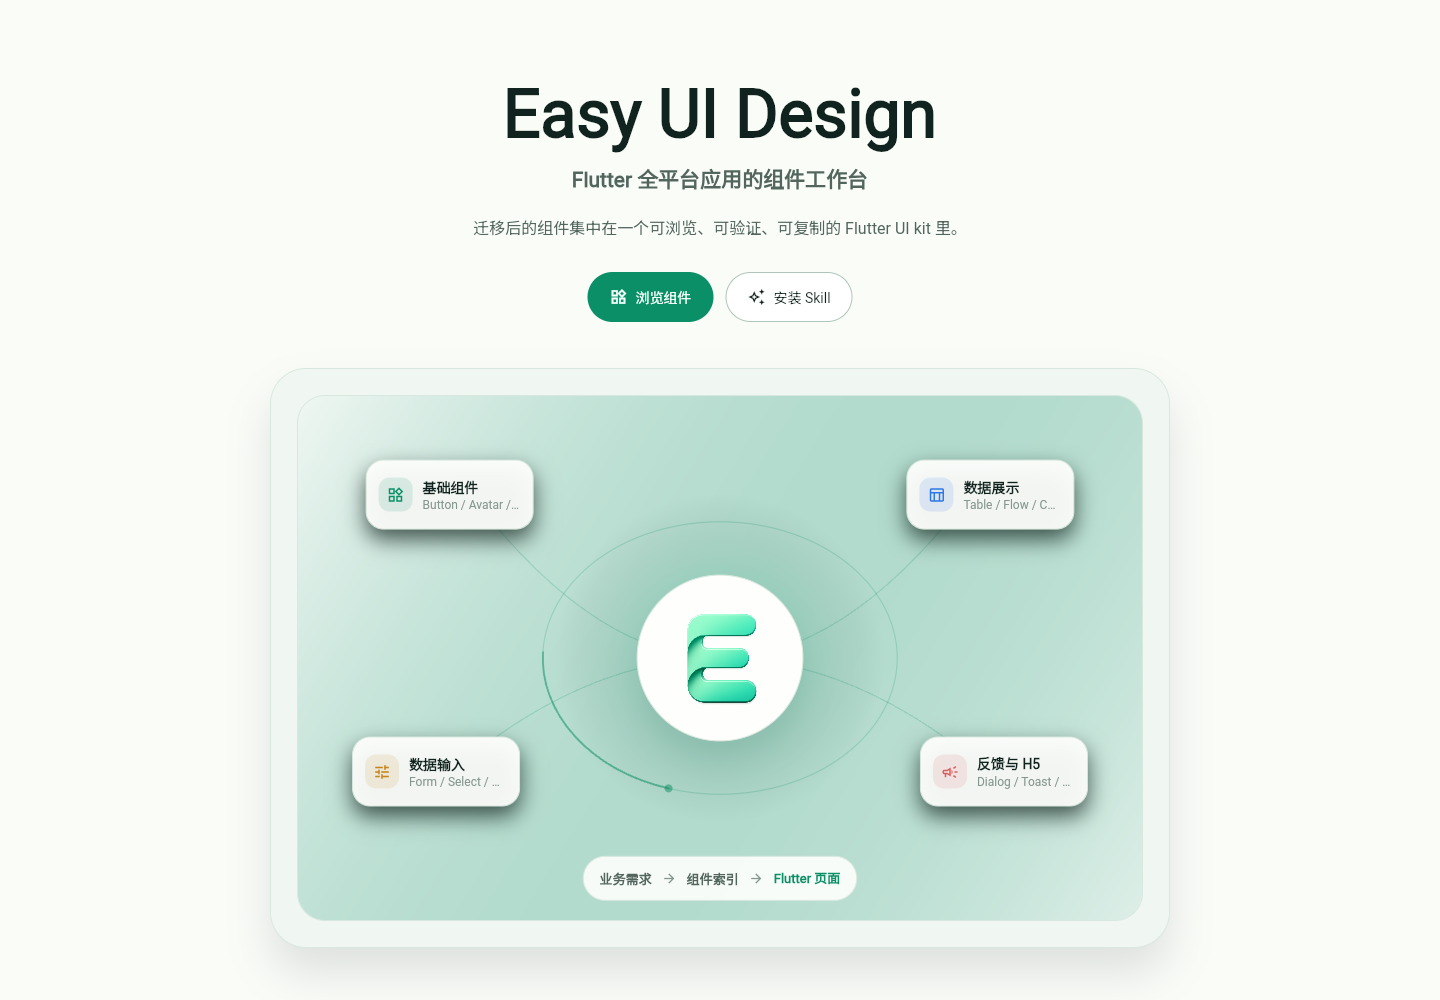 Easy UI Design
Flutter 全平台应用的组件工作台
迁移后的组件集中在一个可浏览、可验证、可复制的 Flutter UI kit 里。
浏览组件
安装 Skill
基础组件
Button / Avatar /...
数据展示
Table / Flow / C...
E
数据输入
Form / Select / ...
反馈与 H5
Dialog / Toast / ...
业务需求 → 组件索引 → Flutter 页面